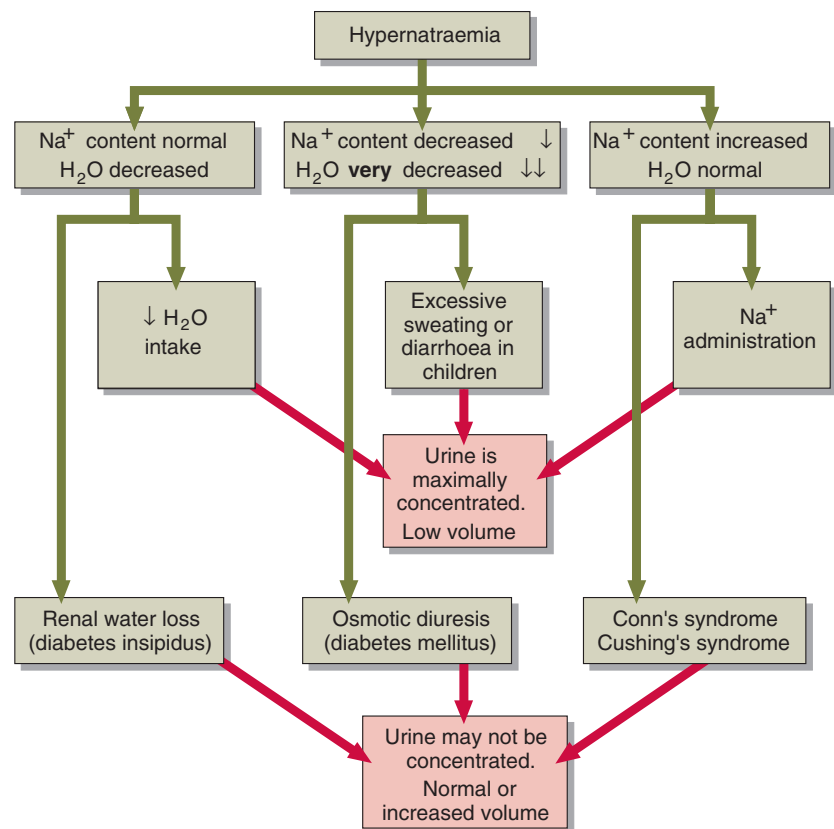 Hypernatraemia
Na+ content normal
H2O decreased
Na+ content decreased ↓
H2O very decreased ↓↓
Na+ content increased
H2O normal
↓ H2O
intake
Excessive
sweating or
diarrhoea in
children
Na+
administration
Urine is
maximally
concentrated.
Low volume
Renal water loss
(diabetes insipidus)
Osmotic diuresis
(diabetes mellitus)
Conn's syndrome
Cushing's syndrome
Urine may not be
concentrated.
Normal or
increased volume